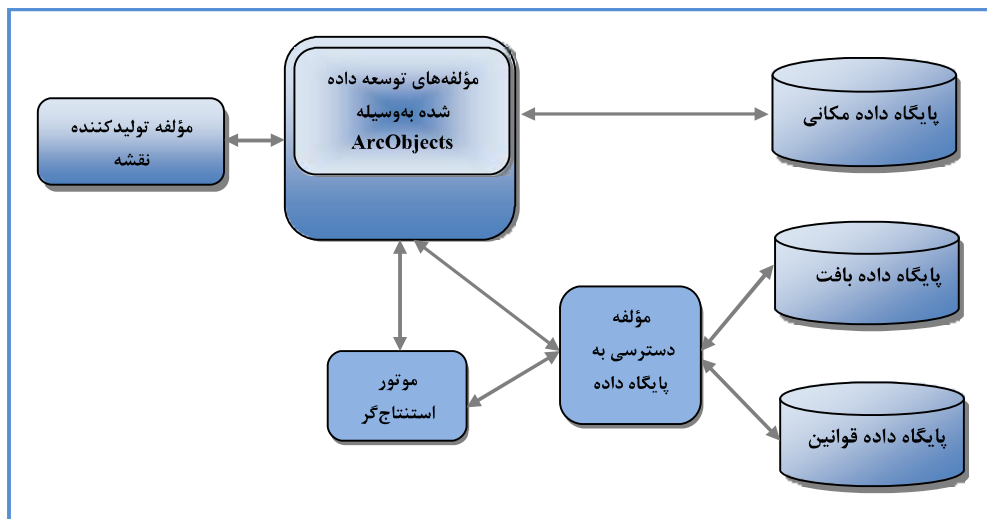 مؤلفه‌های توسعه داده
شده به‌وسیله
ArcObjects
پایگاه داده مکانی
مؤلفه تولیدکننده
نقشه
پایگاه داده بافت
مؤلفه
دسترسی به
پایگاه داده
موتور
استنتاج‌گر
پایگاه داده قوانین